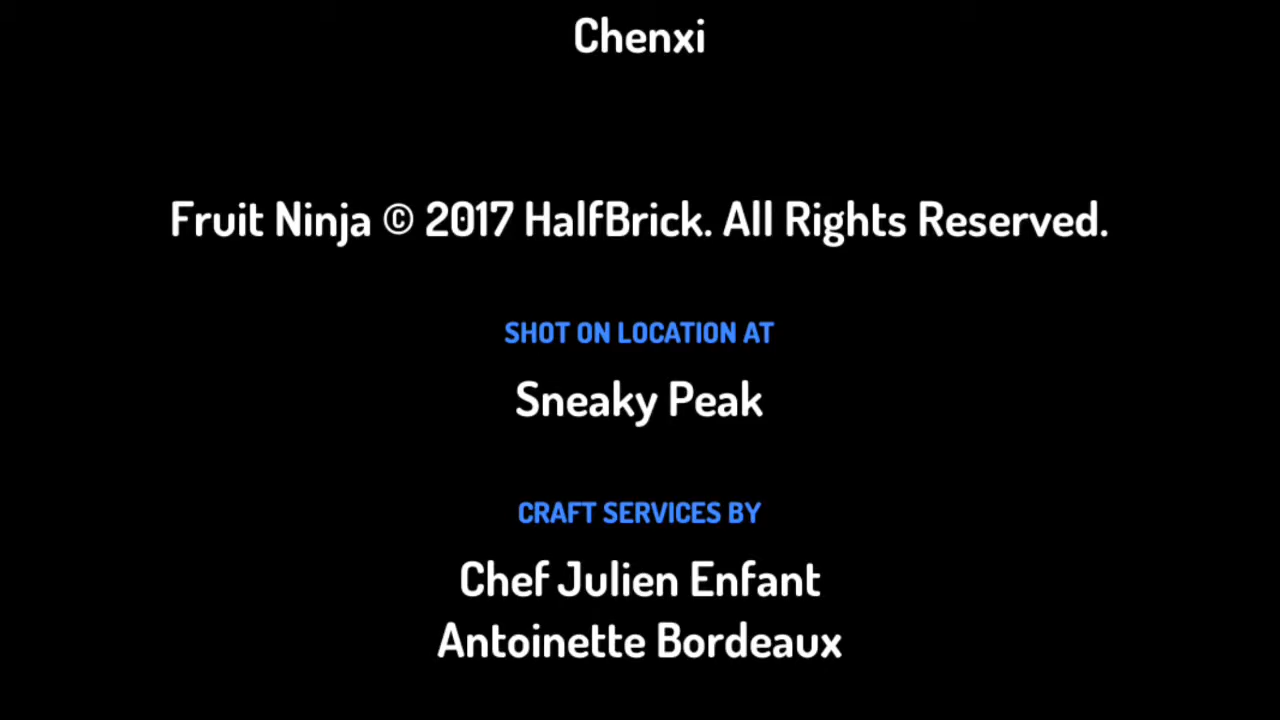 Chenxi
Fruit Ninja © 2017 HalfBrick. All Rights Reserved.
SHOT ON LOCATION AT
Sneaky Peak
CRAFT SERVICES BY
Chef Julien Enfant
Antoinette Bordeaux